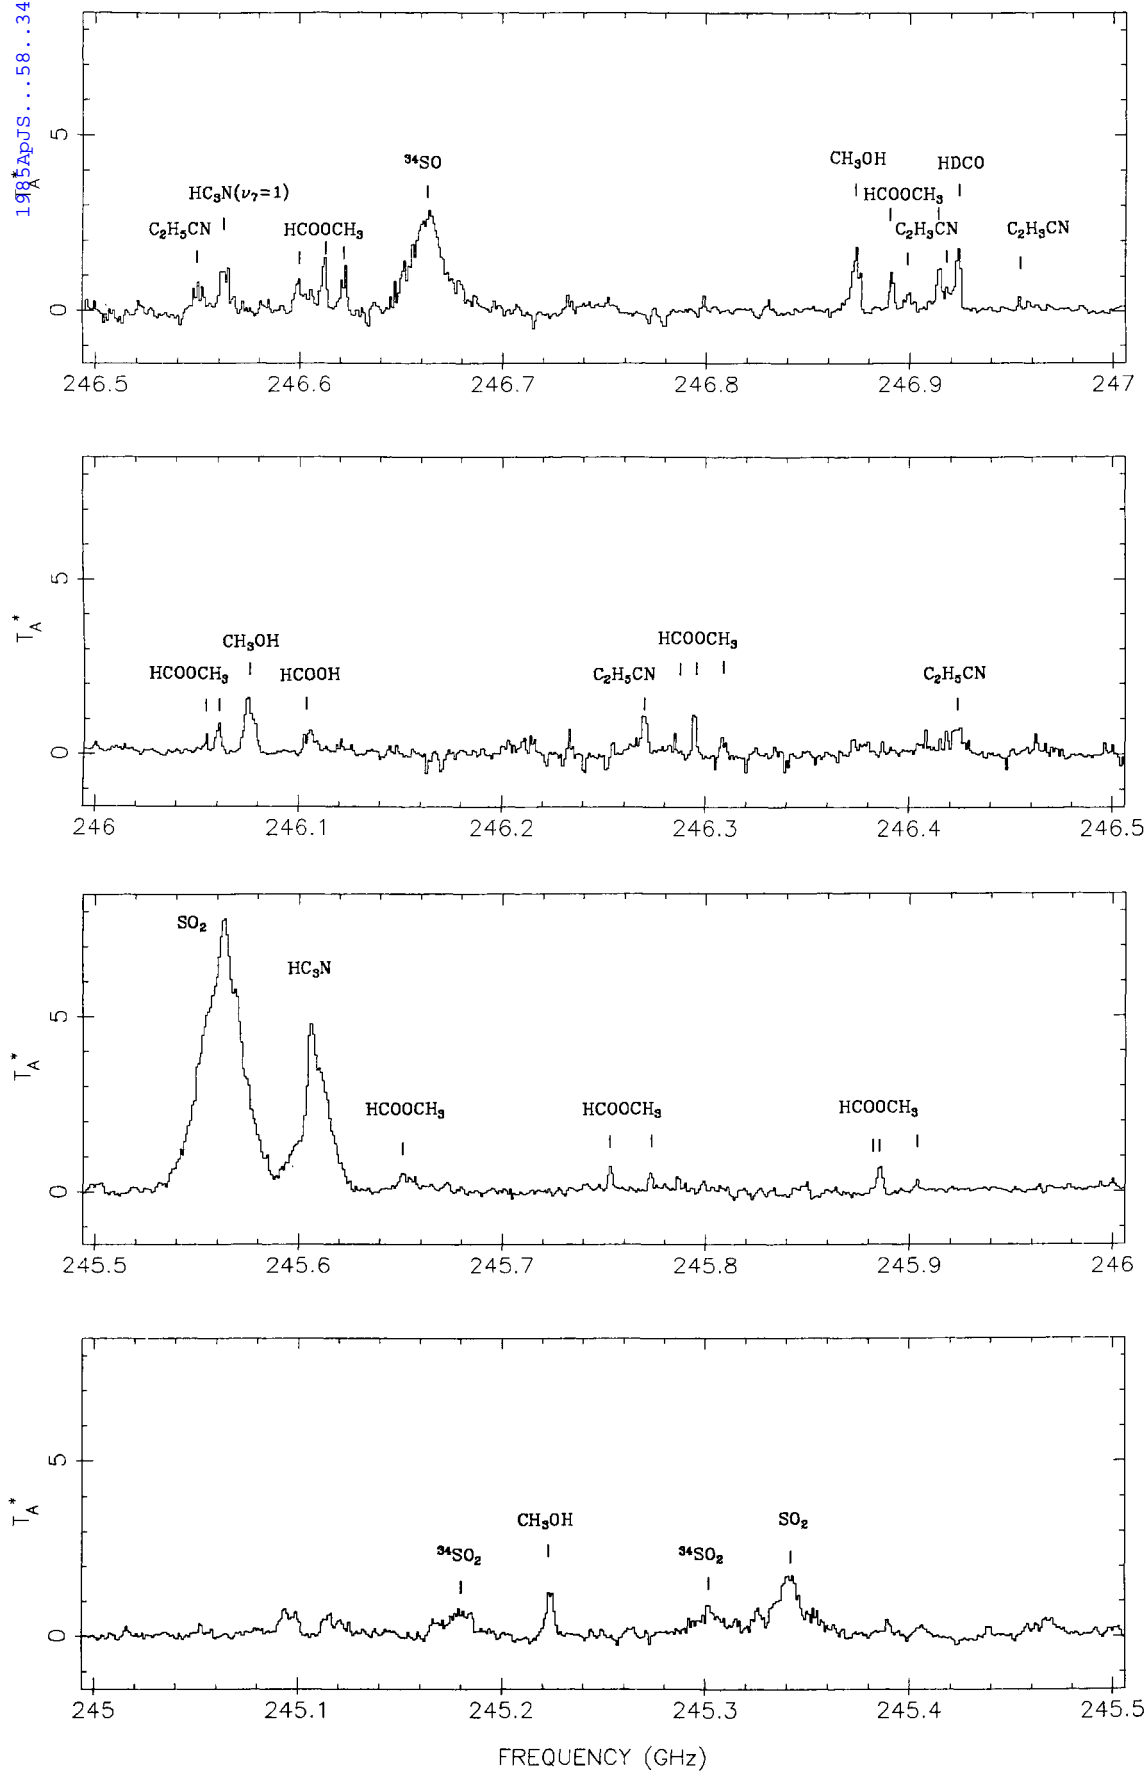 1985ApJS...58..34
T_A*
5
0
C₂H₅CN
HC₃N(ν₇=1)
HCOOCH₃
³⁴SO
CH₃OH
HCOOCH₃
HDCO
C₂H₃CN
C₂H₃CN
246.5 246.6 246.7 246.8 246.9 247
T_A*
5
0
HCOOCH₃
CH₃OH
HCOOH
C₂H₅CN
HCOOCH₃
C₂H₅CN
246 246.1 246.2 246.3 246.4 246.5
T_A*
5
0
SO₂
HC₃N
HCOOCH₃
HCOOCH₃
HCOOCH₃
245.5 245.6 245.7 245.8 245.9 246
T_A*
5
0
³⁴SO₂
CH₃OH
³⁴SO₂
SO₂
245 245.1 245.2 245.3 245.4 245.5
FREQUENCY (GHz)